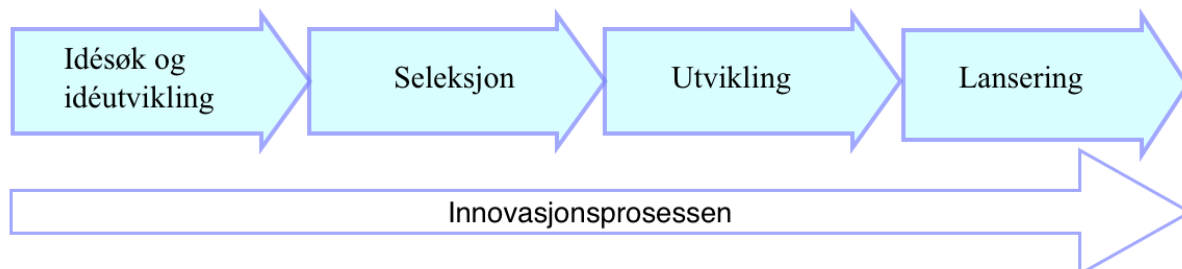 Idésøk og
idéutvikling
Seleksjon
Utvikling
Lansering
Innovasjonsprosessen